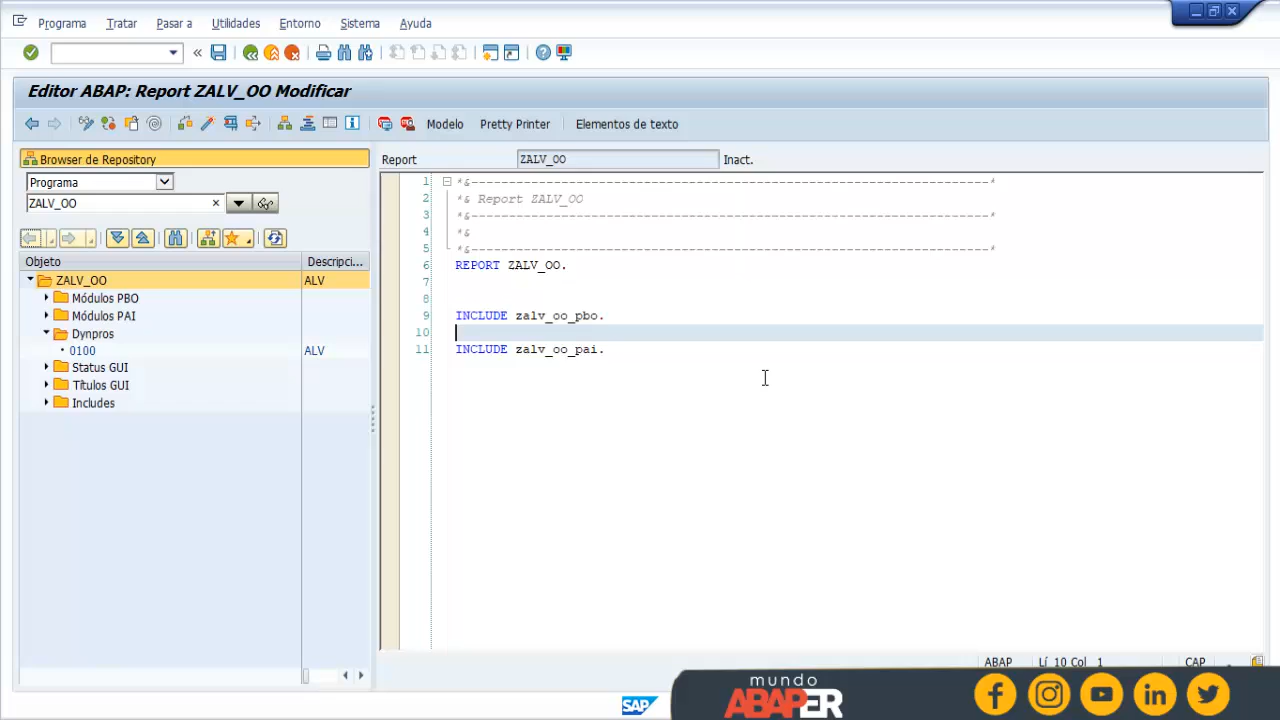 Programa Tratar Pasar a Utilidades Entorno Sistema Ayuda
Editor ABAP: Report ZALV_OO Modificar
Modelo Pretty Printer Elementos de texto
Browser de Repository
Programa
ZALV_OO
Objeto Descripci...
ZALV_OO ALV
Módulos PBO
Módulos PAI
Dynpros
0100 ALV
Status GUI
Títulos GUI
Includes
Report ZALV_OO Inact.
1 *&---------------------------------------------------------------------*
2 *& Report ZALV_OO
3 *&---------------------------------------------------------------------*
4 *&
5 *&---------------------------------------------------------------------*
6 REPORT ZALV_OO.
7
8
9 INCLUDE zalv_oo_pbo.
10
11 INCLUDE zalv_oo_pai.
ABAP Lí 10 Col 1 CAP
SAP
mundo
ABAPER